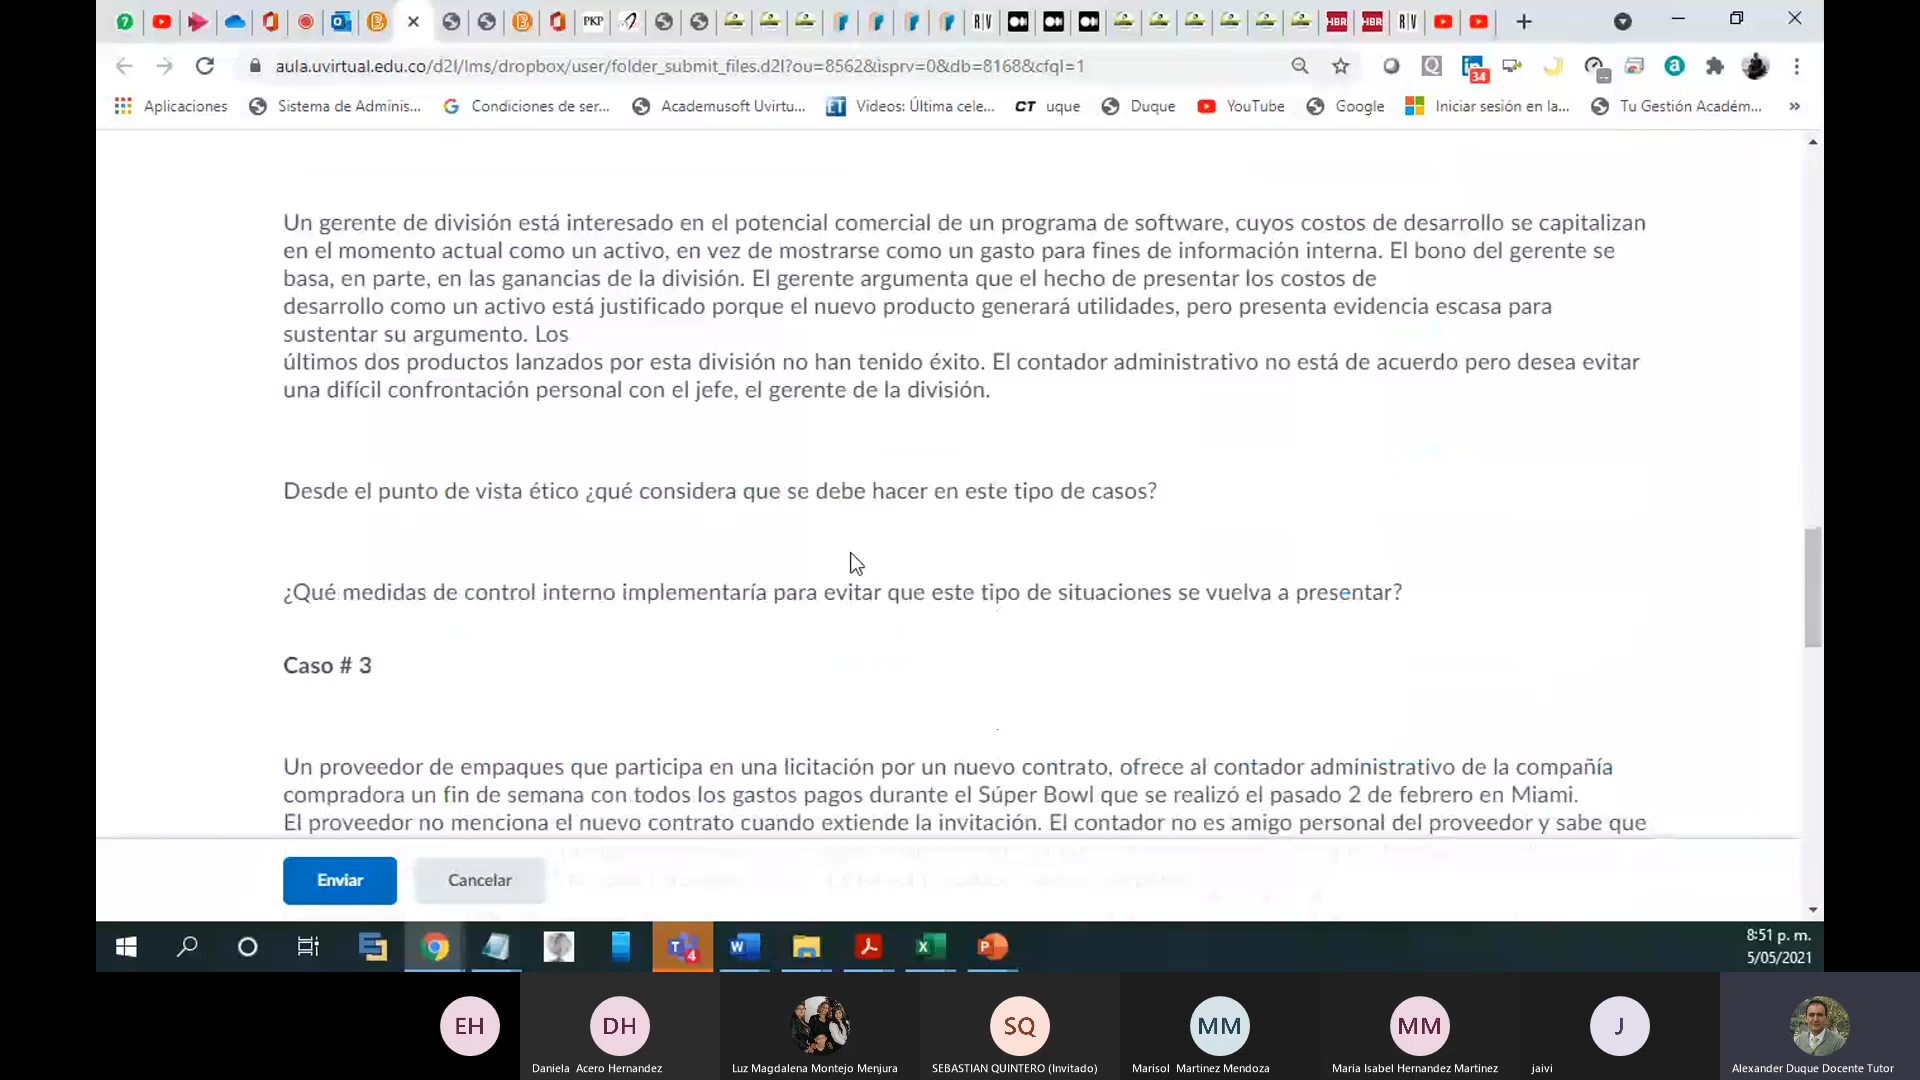 aula.uvirtual.edu.co/d2l/lms/dropbox/user/folder_submit_files.d2l?ou=8562&isprv=0&db=8168&cfql=1
34
Aplicaciones Sistema de Adminis... Condiciones de ser... Academusoft Uvirtu... ET Videos: Última cele... CT uque Duque YouTube Google Iniciar sesión en la... Tu Gestión Académ... »
Un gerente de división está interesado en el potencial comercial de un programa de software, cuyos costos de desarrollo se capitalizan
en el momento actual como un activo, en vez de mostrarse como un gasto para fines de información interna. El bono del gerente se
basa, en parte, en las ganancias de la división. El gerente argumenta que el hecho de presentar los costos de
desarrollo como un activo está justificado porque el nuevo producto generará utilidades, pero presenta evidencia escasa para
sustentar su argumento. Los
últimos dos productos lanzados por esta división no han tenido éxito. El contador administrativo no está de acuerdo pero desea evitar
una difícil confrontación personal con el jefe, el gerente de la división.
Desde el punto de vista ético ¿qué considera que se debe hacer en este tipo de casos?
¿Qué medidas de control interno implementaría para evitar que este tipo de situaciones se vuelva a presentar?
Caso # 3
Un proveedor de empaques que participa en una licitación por un nuevo contrato, ofrece al contador administrativo de la compañía
compradora un fin de semana con todos los gastos pagos durante el Súper Bowl que se realizó el pasado 2 de febrero en Miami.
El proveedor no menciona el nuevo contrato cuando extiende la invitación. El contador no es amigo personal del proveedor y sabe que
Enviar Cancelar
8:51 p. m.
5/05/2021
EH DH SQ MM MM J
Daniela Acero Hernandez Luz Magdalena Montejo Menjura SEBASTIAN QUINTERO (Invitado) Marisol Martinez Mendoza Maria Isabel Hernandez Martinez jaivi Alexander Duque Docente Tutor